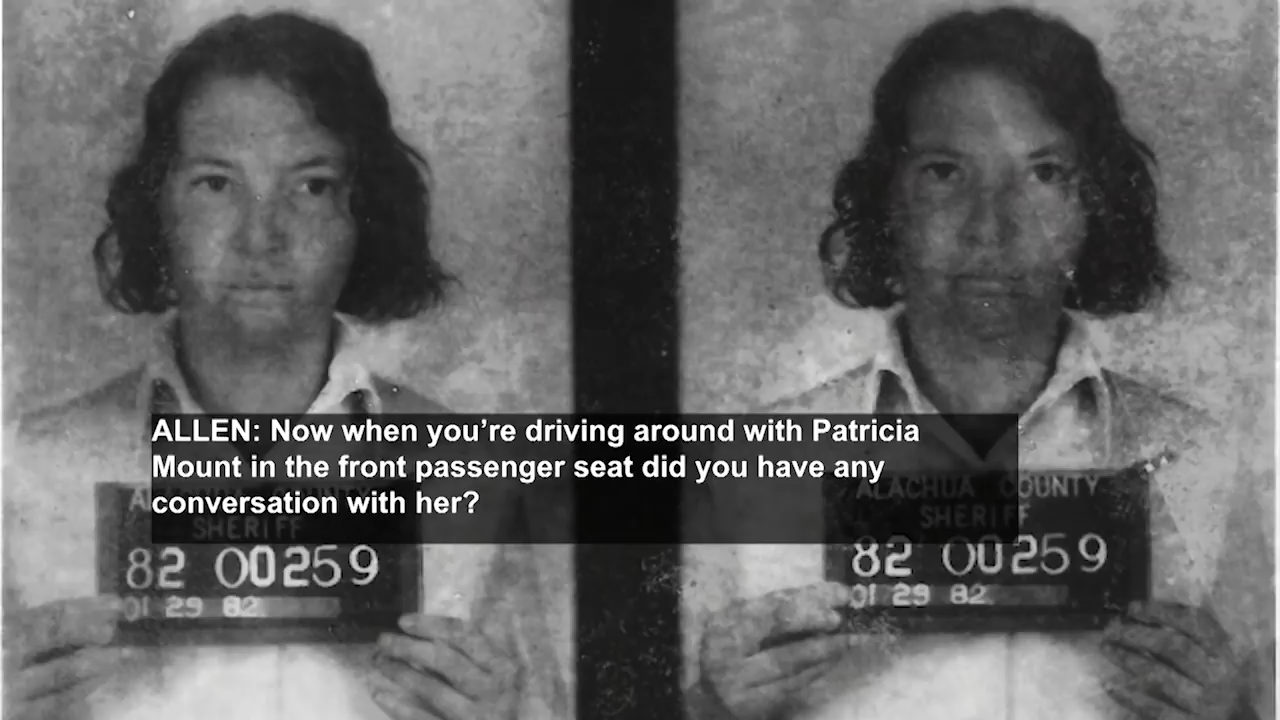 ALLEN: Now when you’re driving around with Patricia
Mount in the front passenger seat did you have any
conversation with her?
SHERIFF
82 00259
01 29 82
ALACHUA COUNTY
SHERIFF
82 00259
01 29 82